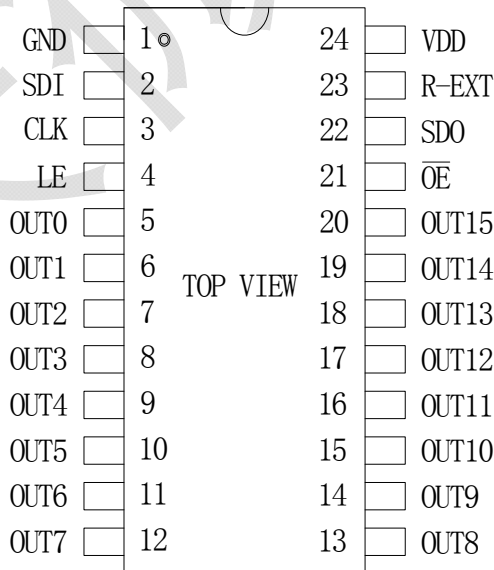 GND 1 24 VDD
SDI 2 23 R-EXT
CLK 3 22 SDO
LE 4 21 O̅E̅
OUT0 5 20 OUT15
OUT1 6 19 OUT14
TOP VIEW
OUT2 7 18 OUT13
OUT3 8 17 OUT12
OUT4 9 16 OUT11
OUT5 10 15 OUT10
OUT6 11 14 OUT9
OUT7 12 13 OUT8